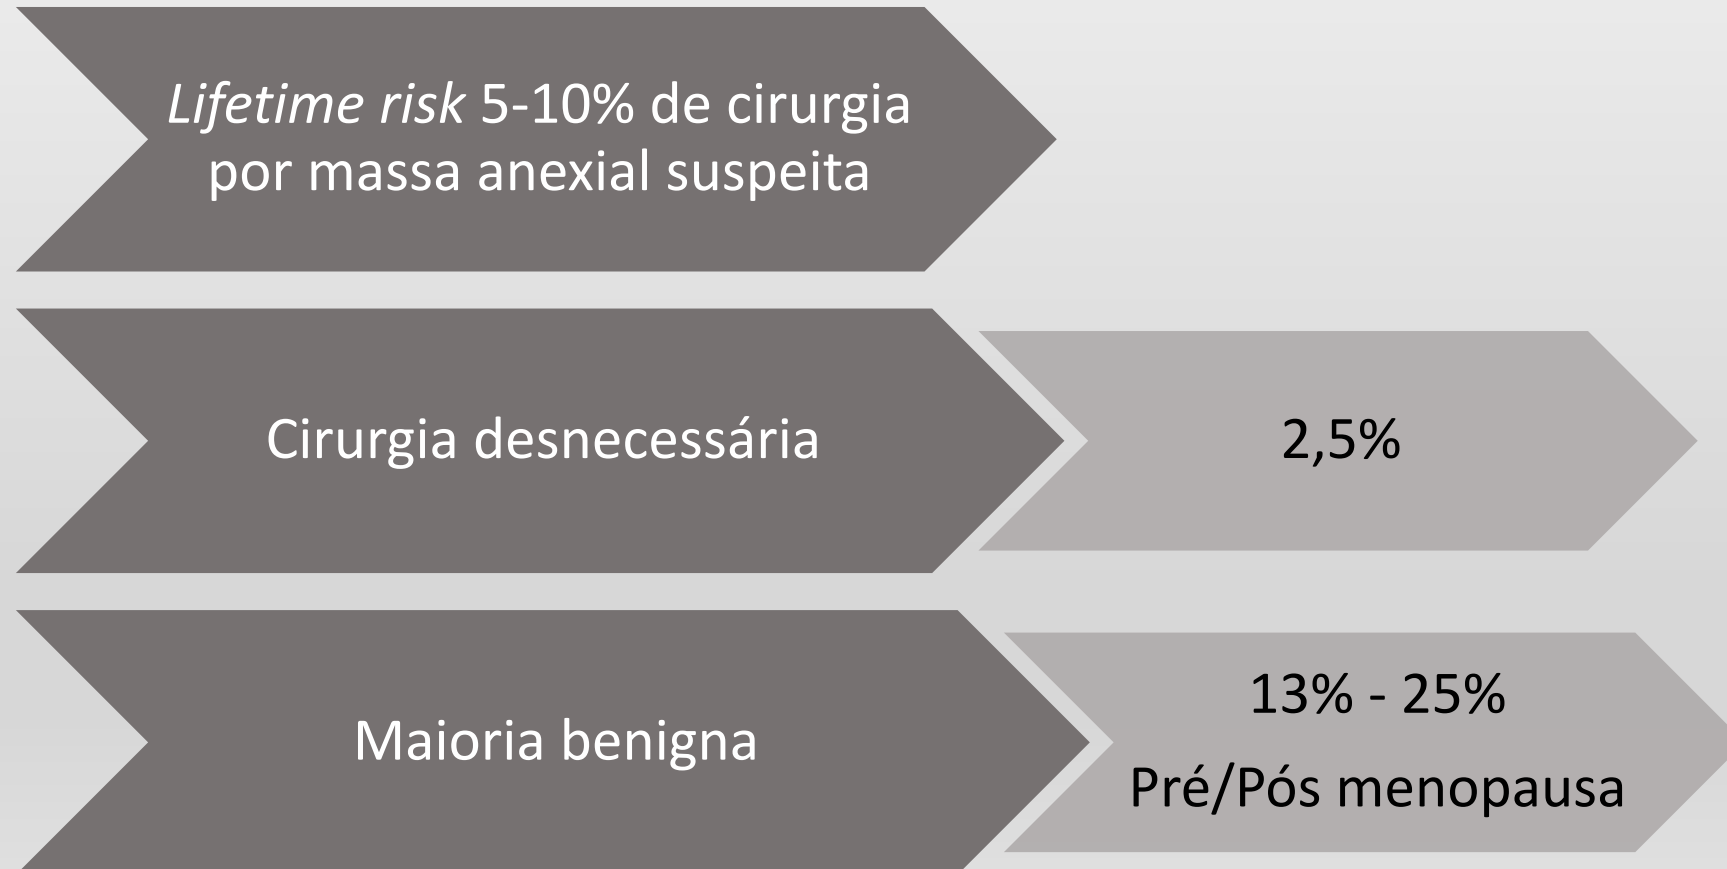 Lifetime risk 5-10% de cirurgia
por massa anexial suspeita
Cirurgia desnecessária
2,5%
Maioria benigna
13% - 25%
Pré/Pós menopausa